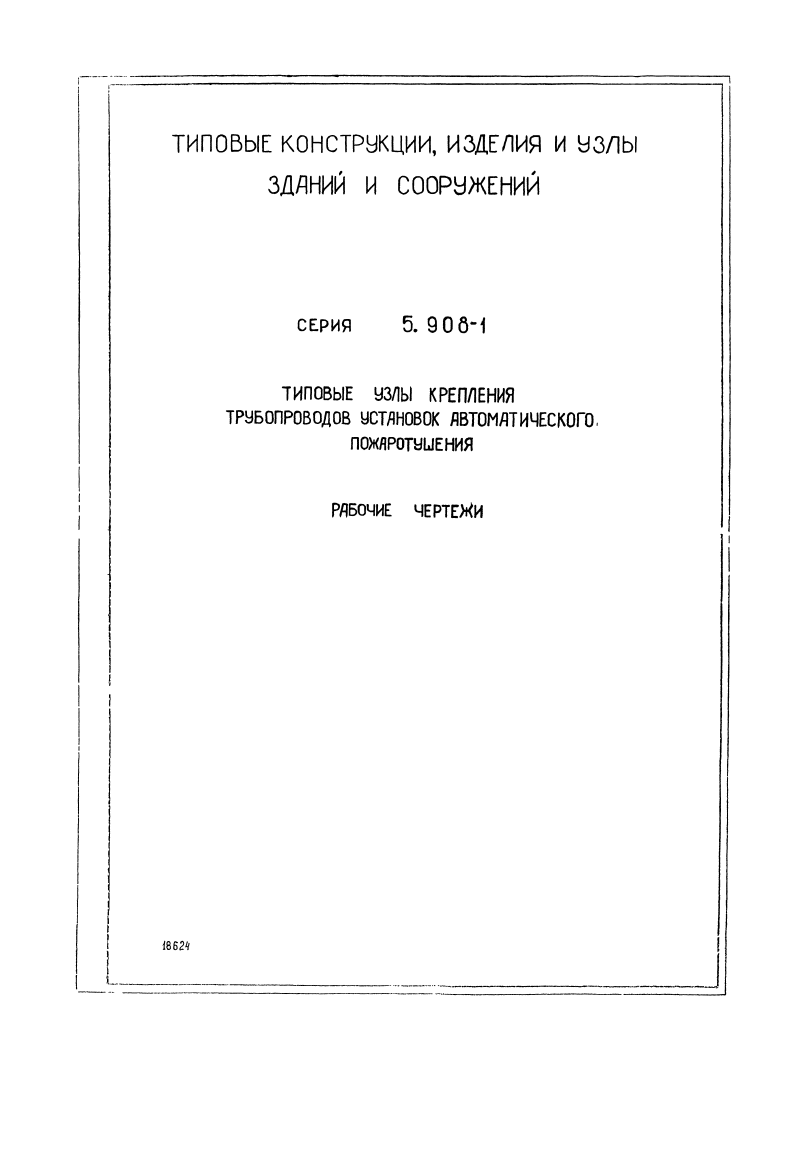 ТИПОВЫЕ КОНСТРУКЦИИ, ИЗДЕЛИЯ И УЗЛЫ
ЗДАНИЙ И СООРУЖЕНИЙ
СЕРИЯ 5.908-1
ТИПОВЫЕ УЗЛЫ КРЕПЛЕНИЯ
ТРУБОПРОВОДОВ УСТАНОВОК АВТОМАТИЧЕСКОГО
ПОЖАРОТУШЕНИЯ
РАБОЧИЕ ЧЕРТЕЖИ
18624